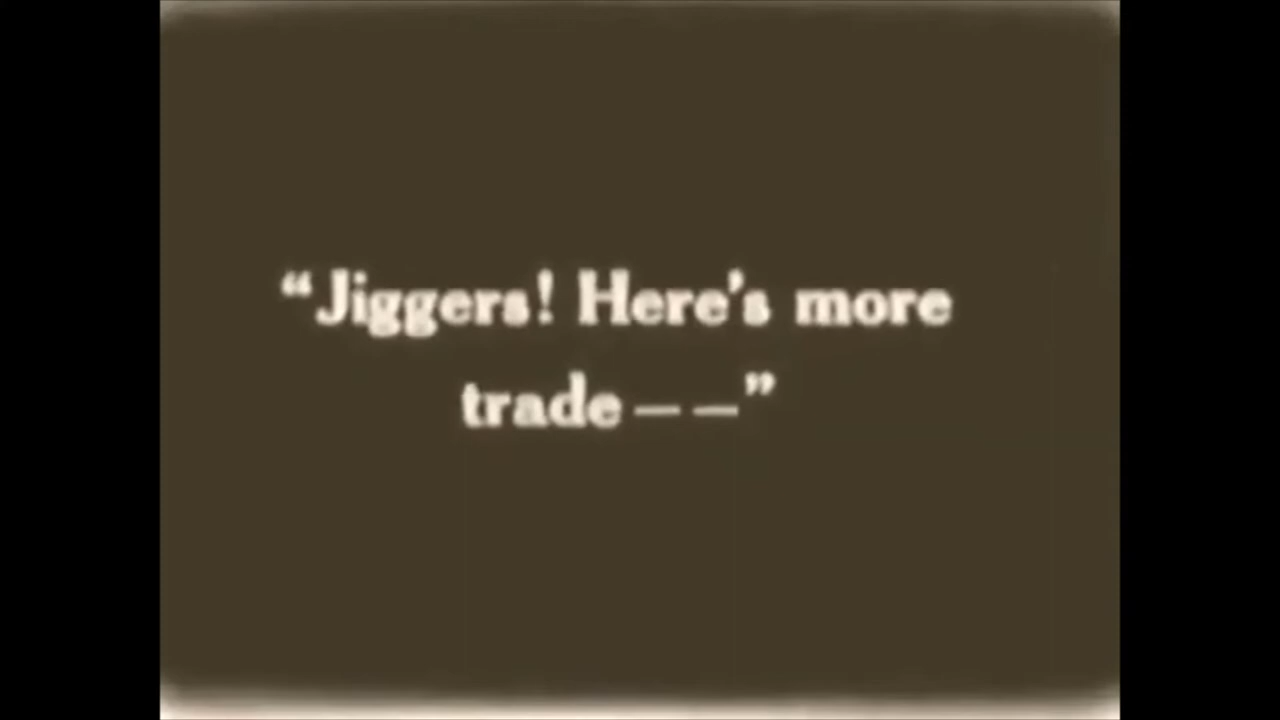 “Jiggers! Here’s more
trade——”